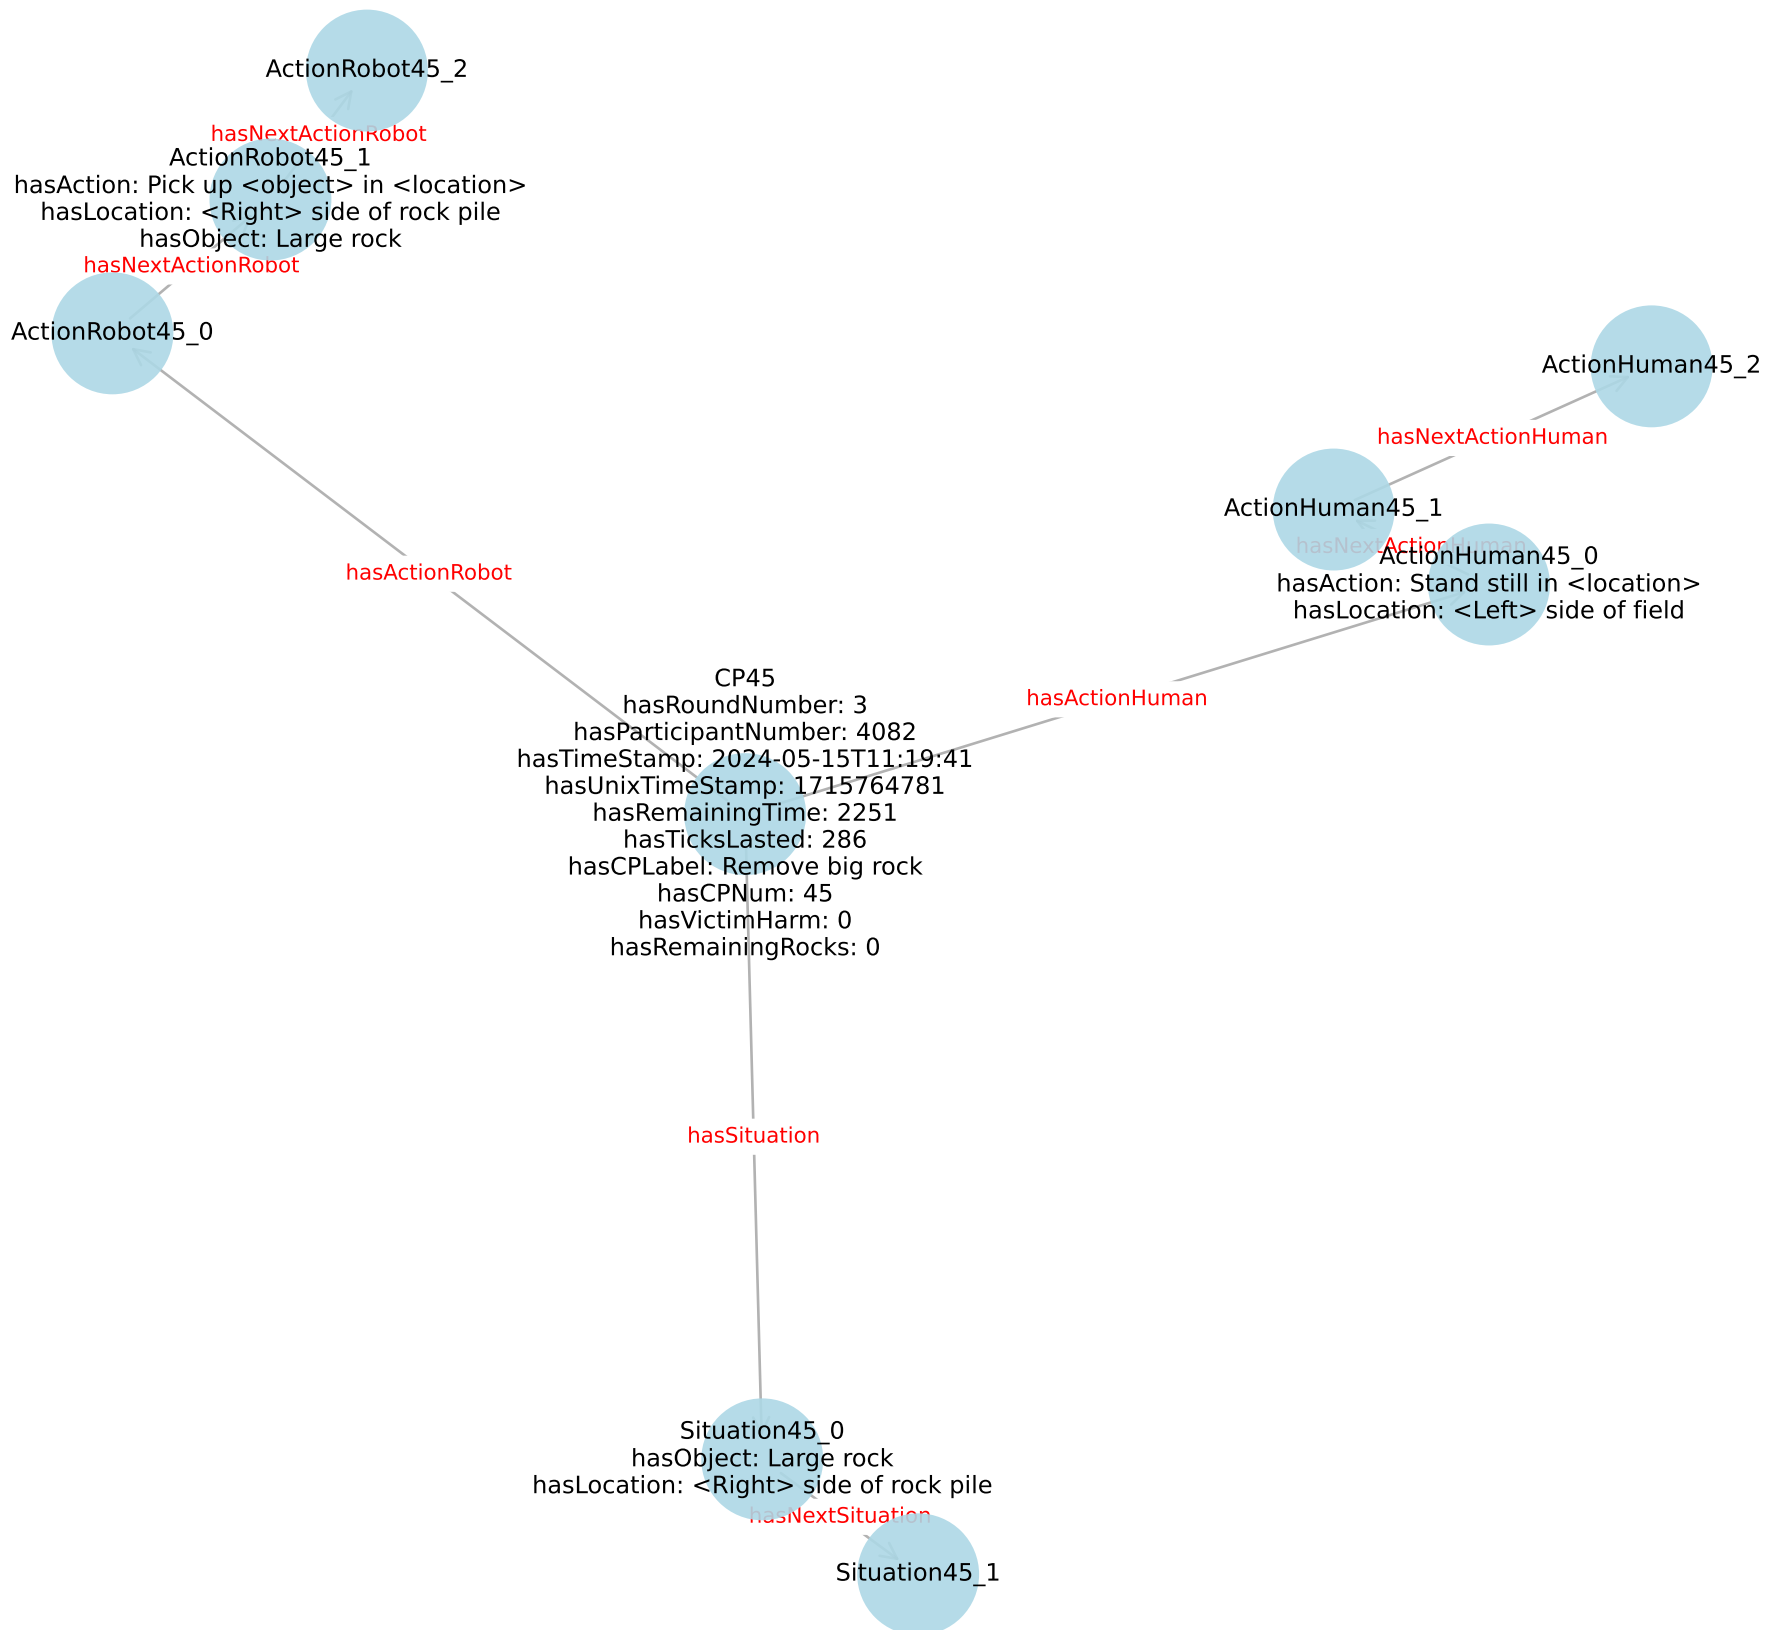 ActionRobot45_2
hasNextActionRobot
ActionRobot45_1
hasAction: Pick up <object> in <location>
hasLocation: <Right> side of rock pile
hasObject: Large rock
hasNextActionRobot
ActionRobot45_0
ActionHuman45_2
hasNextActionHuman
ActionHuman45_1
hasNextActionHuman
ActionHuman45_0
hasAction: Stand still in <location>
hasLocation: <Left> side of field
hasActionRobot
hasActionHuman
CP45
hasRoundNumber: 3
hasParticipantNumber: 4082
hasTimeStamp: 2024-05-15T11:19:41
hasUnixTimeStamp: 1715764781
hasRemainingTime: 2251
hasTicksLasted: 286
hasCPLabel: Remove big rock
hasCPNum: 45
hasVictimHarm: 0
hasRemainingRocks: 0
hasSituation
Situation45_0
hasObject: Large rock
hasLocation: <Right> side of rock pile
hasNextSituation
Situation45_1